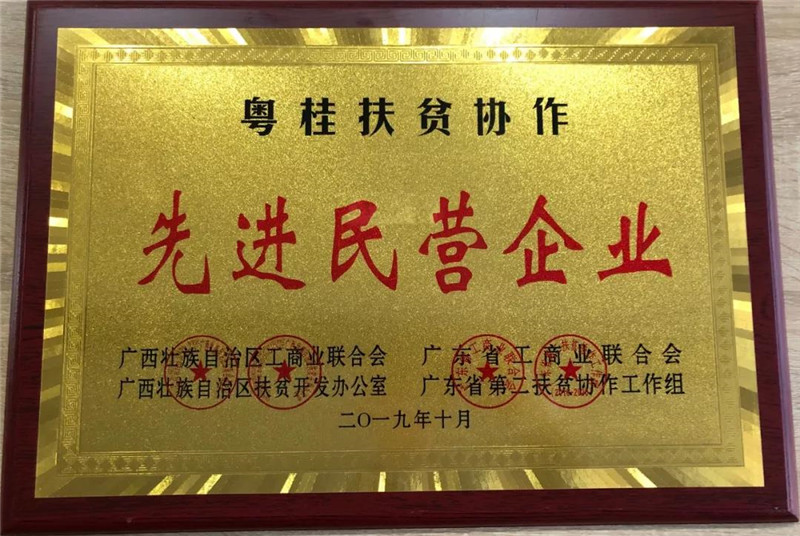 粤桂扶贫协作
先进民营企业
广西壮族自治区工商业联合会
广东省工商业联合会
广西壮族自治区扶贫开发办公室
广东省第二扶贫协作工作组
二〇一九年十月